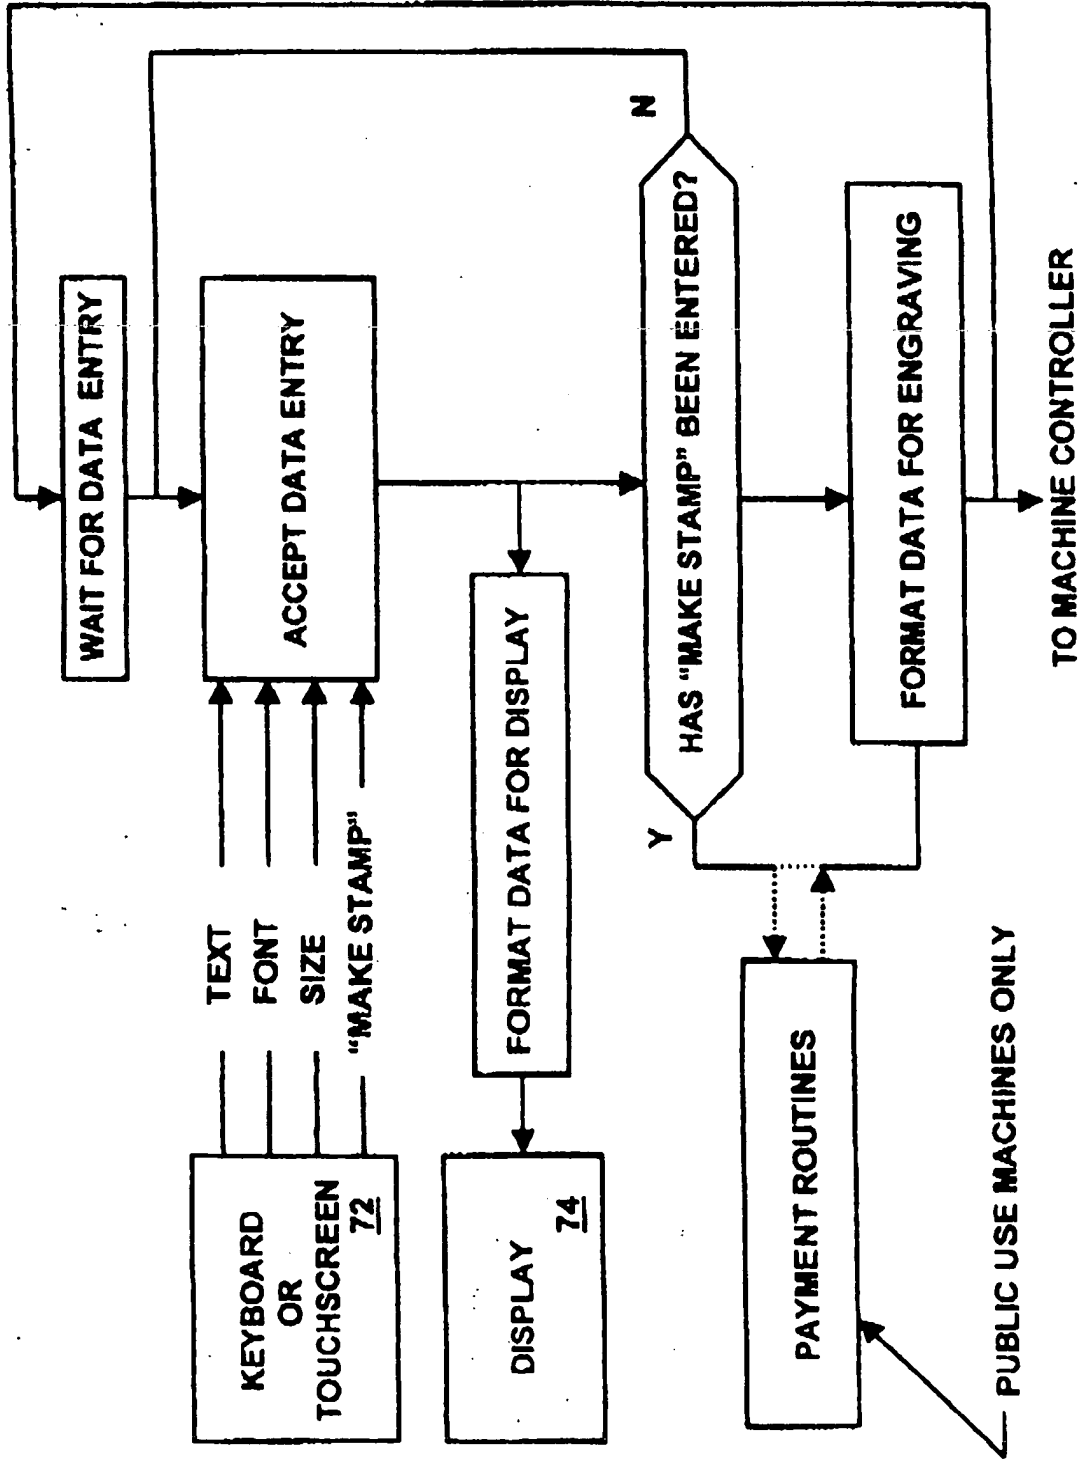 WAIT FOR DATA ENTRY
TEXT
FONT
SIZE
"MAKE STAMP"
ACCEPT DATA ENTRY
KEYBOARD
OR
TOUCHSCREEN
72
FORMAT DATA FOR DISPLAY
DISPLAY
74
HAS "MAKE STAMP" BEEN ENTERED?
N
Y
PAYMENT ROUTINES
FORMAT DATA FOR ENGRAVING
PUBLIC USE MACHINES ONLY
TO MACHINE CONTROLLER